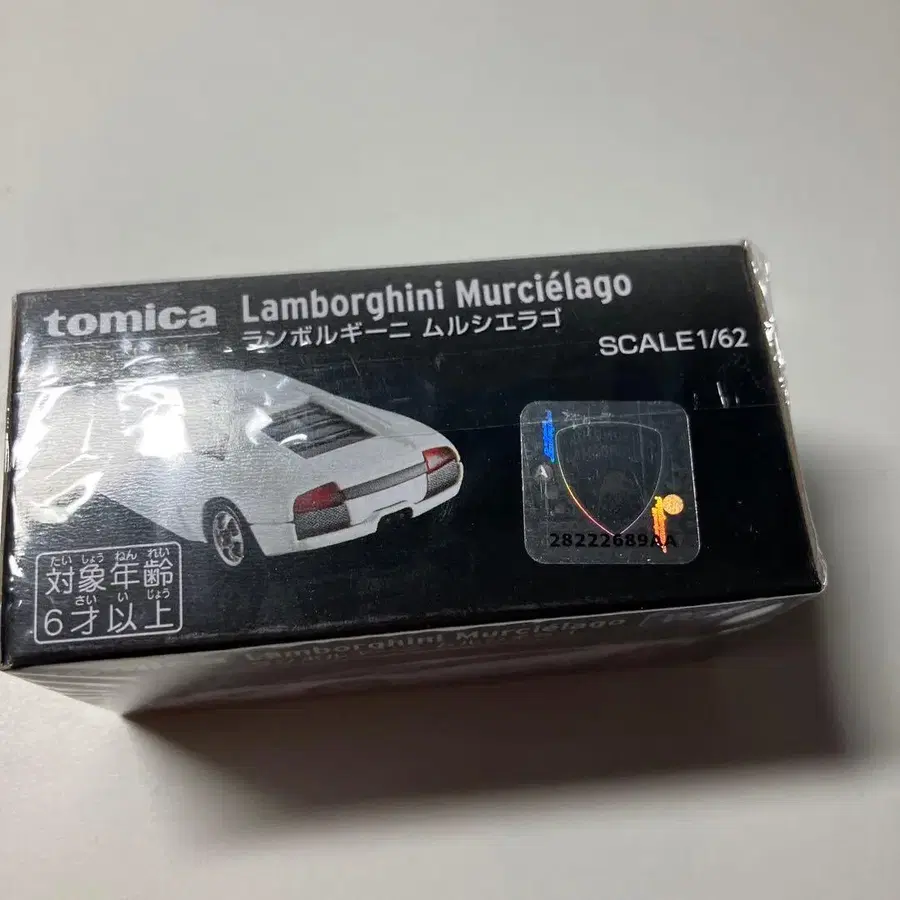 tomica
Lamborghini Murciélago
ランボルギーニ ムルシエラゴ
SCALE1/62
A
28222689AA
たいしょうねんれい
対象年齢
さいいじょう
6才以上
Lamborghini Murciélago